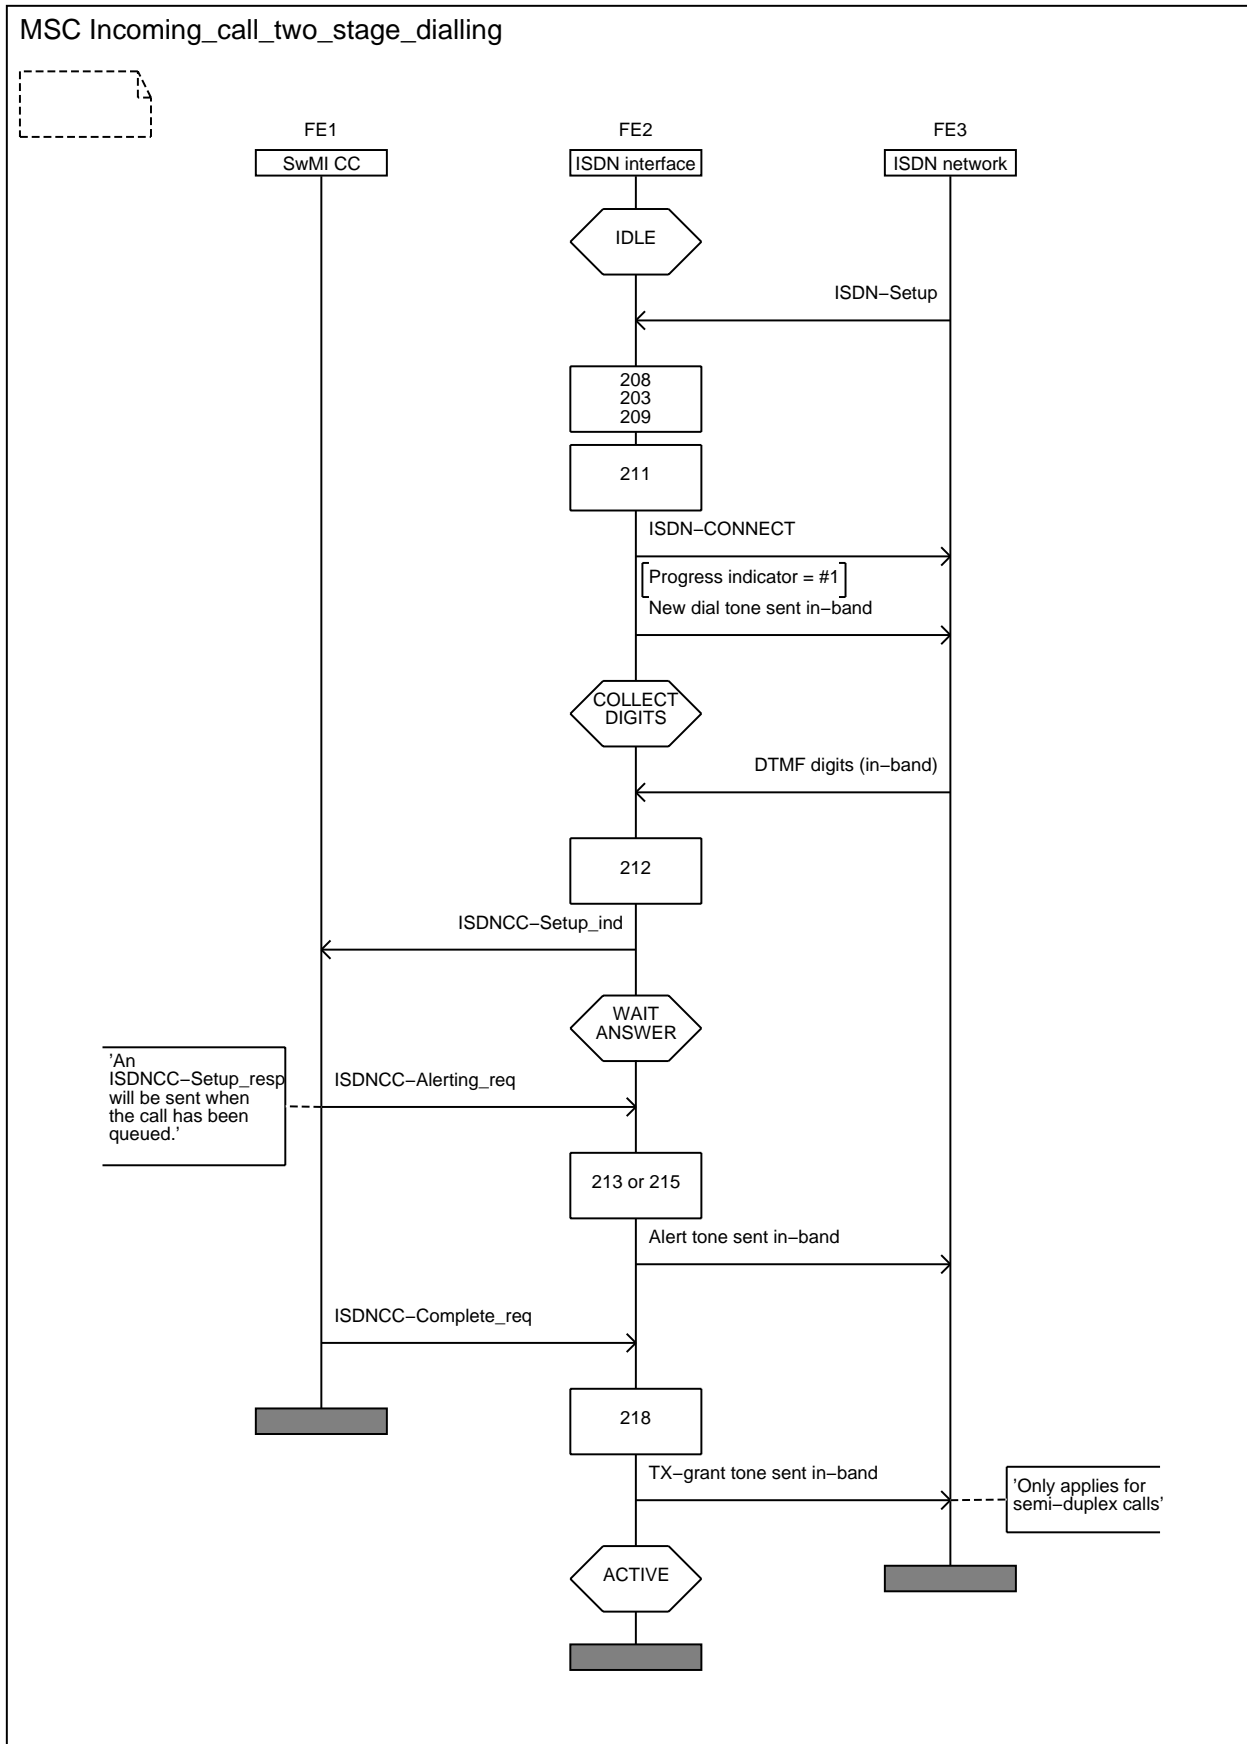 MSC Incoming_call_two_stage_dialling
FE1
FE2
FE3
SwMI CC
ISDN interface
ISDN network
IDLE
ISDN−Setup
208
203
209
211
ISDN−CONNECT
Progress indicator = #1
New dial tone sent in−band
COLLECT
DIGITS
DTMF digits (in−band)
212
ISDNCC−Setup_ind
WAIT
ANSWER
'An
ISDNCC−Setup_resp
will be sent when
the call has been
queued.'
ISDNCC−Alerting_req
213 or 215
Alert tone sent in−band
ISDNCC−Complete_req
218
TX−grant tone sent in−band
'Only applies for
semi−duplex calls'
ACTIVE